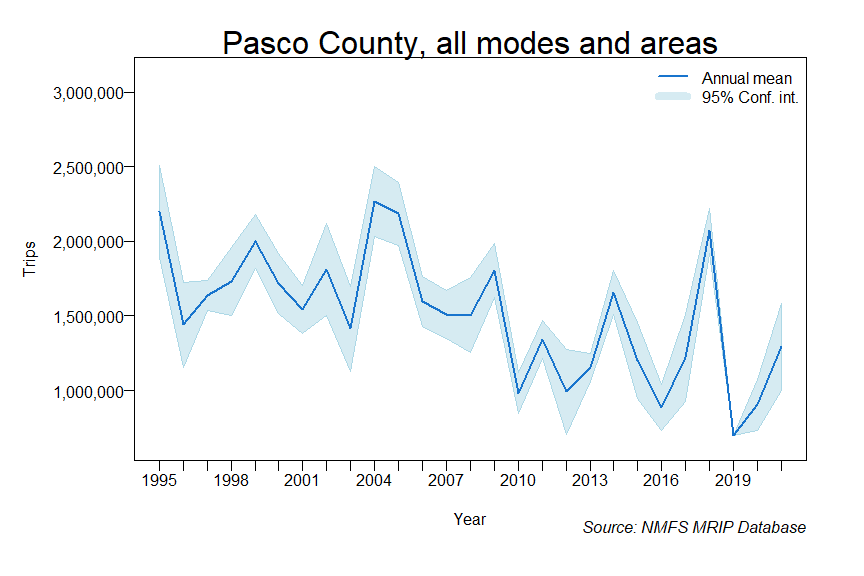 Pasco County, all modes and areas
Annual mean
95% Conf. int.
3,000,000
2,500,000
2,000,000
1,500,000
1,000,000
Trips
1995 1998 2001 2004 2007 2010 2013 2016 2019
Year
Source: NMFS MRIP Database